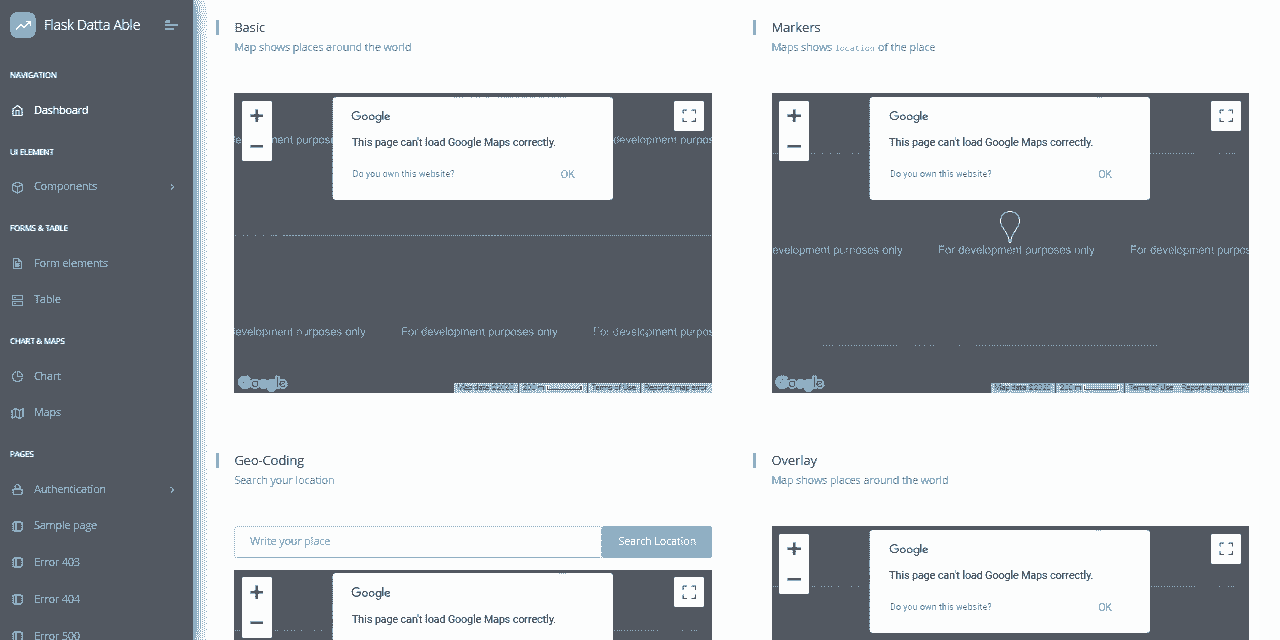 Flask Datta Able
NAVIGATION
Dashboard
UI ELEMENT
Components
FORMS & TABLE
Form elements
Table
CHART & MAPS
Chart
Maps
PAGES
Authentication
Sample page
Error 403
Error 404
Error 500
Basic
Map shows places around the world
Google
This page can't load Google Maps correctly.
Do you own this website?
OK
development purposes only
For development purposes only
For development
Google
Map data ©2020
200 m
Terms of Use
Report a map error
Markers
Maps shows location of the place
Google
This page can't load Google Maps correctly.
Do you own this website?
OK
evelopment purposes only
For development purposes only
For development purpos
Google
Map data ©2020
200 m
Terms of Use
Report a map error
Geo-Coding
Search your location
Write your place
Search Location
Google
This page can't load Google Maps correctly.
Overlay
Map shows places around the world
Google
This page can't load Google Maps correctly.
Do you own this website?
OK